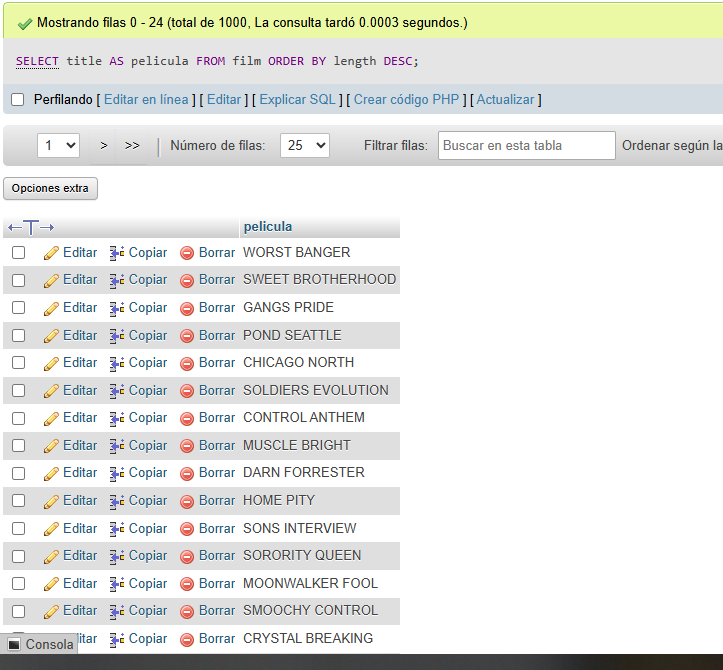 Mostrando filas 0 - 24 (total de 1000, La consulta tardó 0.0003 segundos.)
SELECT title AS pelicula FROM film ORDER BY length DESC;
Perfilando [ Editar en línea ] [ Editar ] [ Explicar SQL ] [ Crear código PHP ] [ Actualizar ]
1 > >> | Número de filas: 25 Filtrar filas: Buscar en esta tabla Ordenar según la
Opciones extra
←T→ pelicula
Editar Copiar Borrar WORST BANGER
Editar Copiar Borrar SWEET BROTHERHOOD
Editar Copiar Borrar GANGS PRIDE
Editar Copiar Borrar POND SEATTLE
Editar Copiar Borrar CHICAGO NORTH
Editar Copiar Borrar SOLDIERS EVOLUTION
Editar Copiar Borrar CONTROL ANTHEM
Editar Copiar Borrar MUSCLE BRIGHT
Editar Copiar Borrar DARN FORRESTER
Editar Copiar Borrar HOME PITY
Editar Copiar Borrar SONS INTERVIEW
Editar Copiar Borrar SORORITY QUEEN
Editar Copiar Borrar MOONWALKER FOOL
Editar Copiar Borrar SMOOCHY CONTROL
Consola itar Copiar Borrar CRYSTAL BREAKING